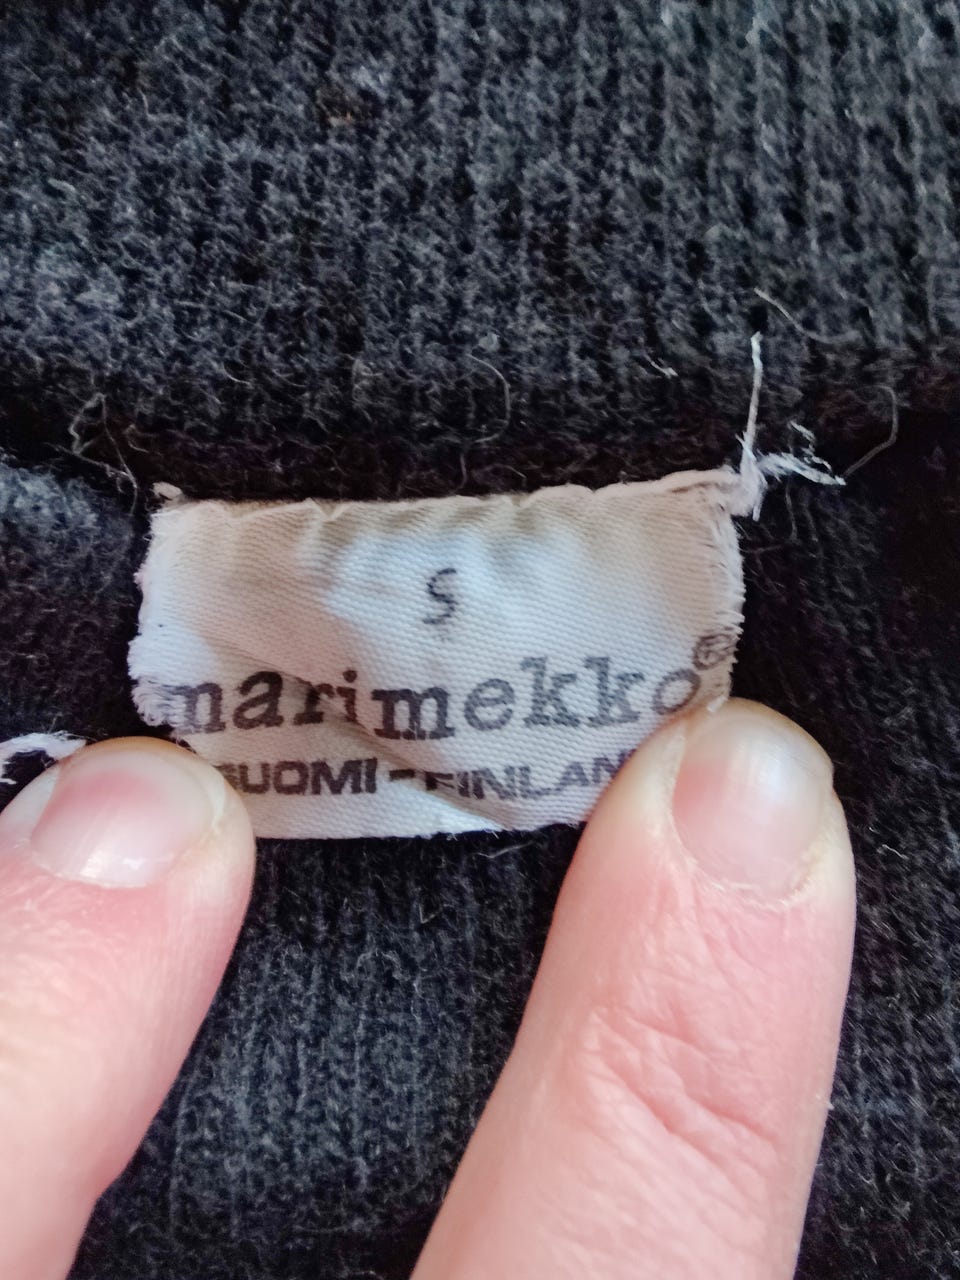 S
marimekko®
SUOMI - FINLAN